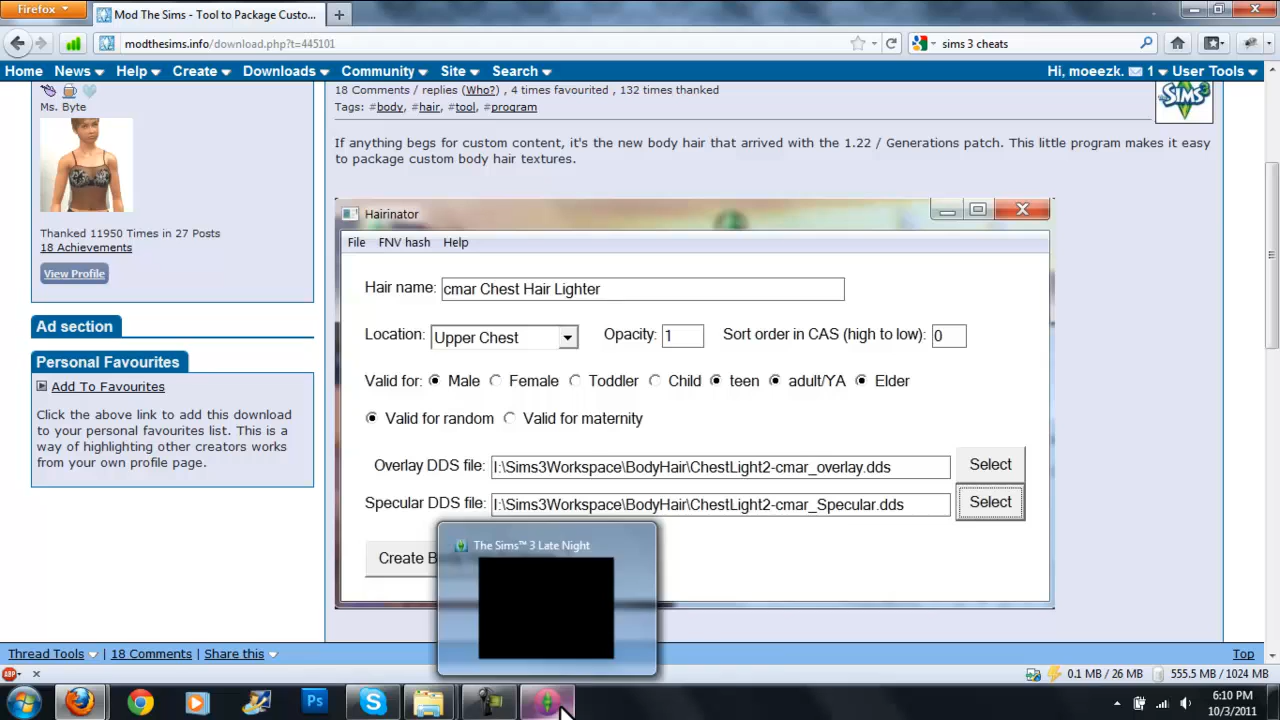 Firefox
Mod The Sims - Tool to Package Custo...
modthesims.info/download.php?t=445101
sims 3 cheats
Home News Help Create Downloads Community Site Search Hi, moeezk. 1 User Tools
Ms. Byte
Thanked 11950 Times in 27 Posts
18 Achievements
View Profile
Ad section
Personal Favourites
Add To Favourites
Click the above link to add this download
to your personal favourites list. This is a
way of highlighting other creators works
from your own profile page.
18 Comments / replies (Who?) , 4 times favourited , 132 times thanked
Tags: #body, #hair, #tool, #program
SIMS 3
If anything begs for custom content, it's the new body hair that arrived with the 1.22 / Generations patch. This little program makes it easy
to package custom body hair textures.
Hairinator
File FNV hash Help
Hair name: cmar Chest Hair Lighter
Location: Upper Chest Opacity: 1 Sort order in CAS (high to low): 0
Valid for: Male Female Toddler Child teen adult/YA Elder
Valid for random Valid for maternity
Overlay DDS file: I:\Sims3Workspace\BodyHair\ChestLight2-cmar_overlay.dds Select
Specular DDS file: I:\Sims3Workspace\BodyHair\ChestLight2-cmar_Specular.dds Select
Create B
The Sims™ 3 Late Night
Thread Tools 18 Comments Share this Top
ABP 0.1 MB / 26 MB 555.5 MB / 1024 MB
Ps
6:10 PM
10/3/2011